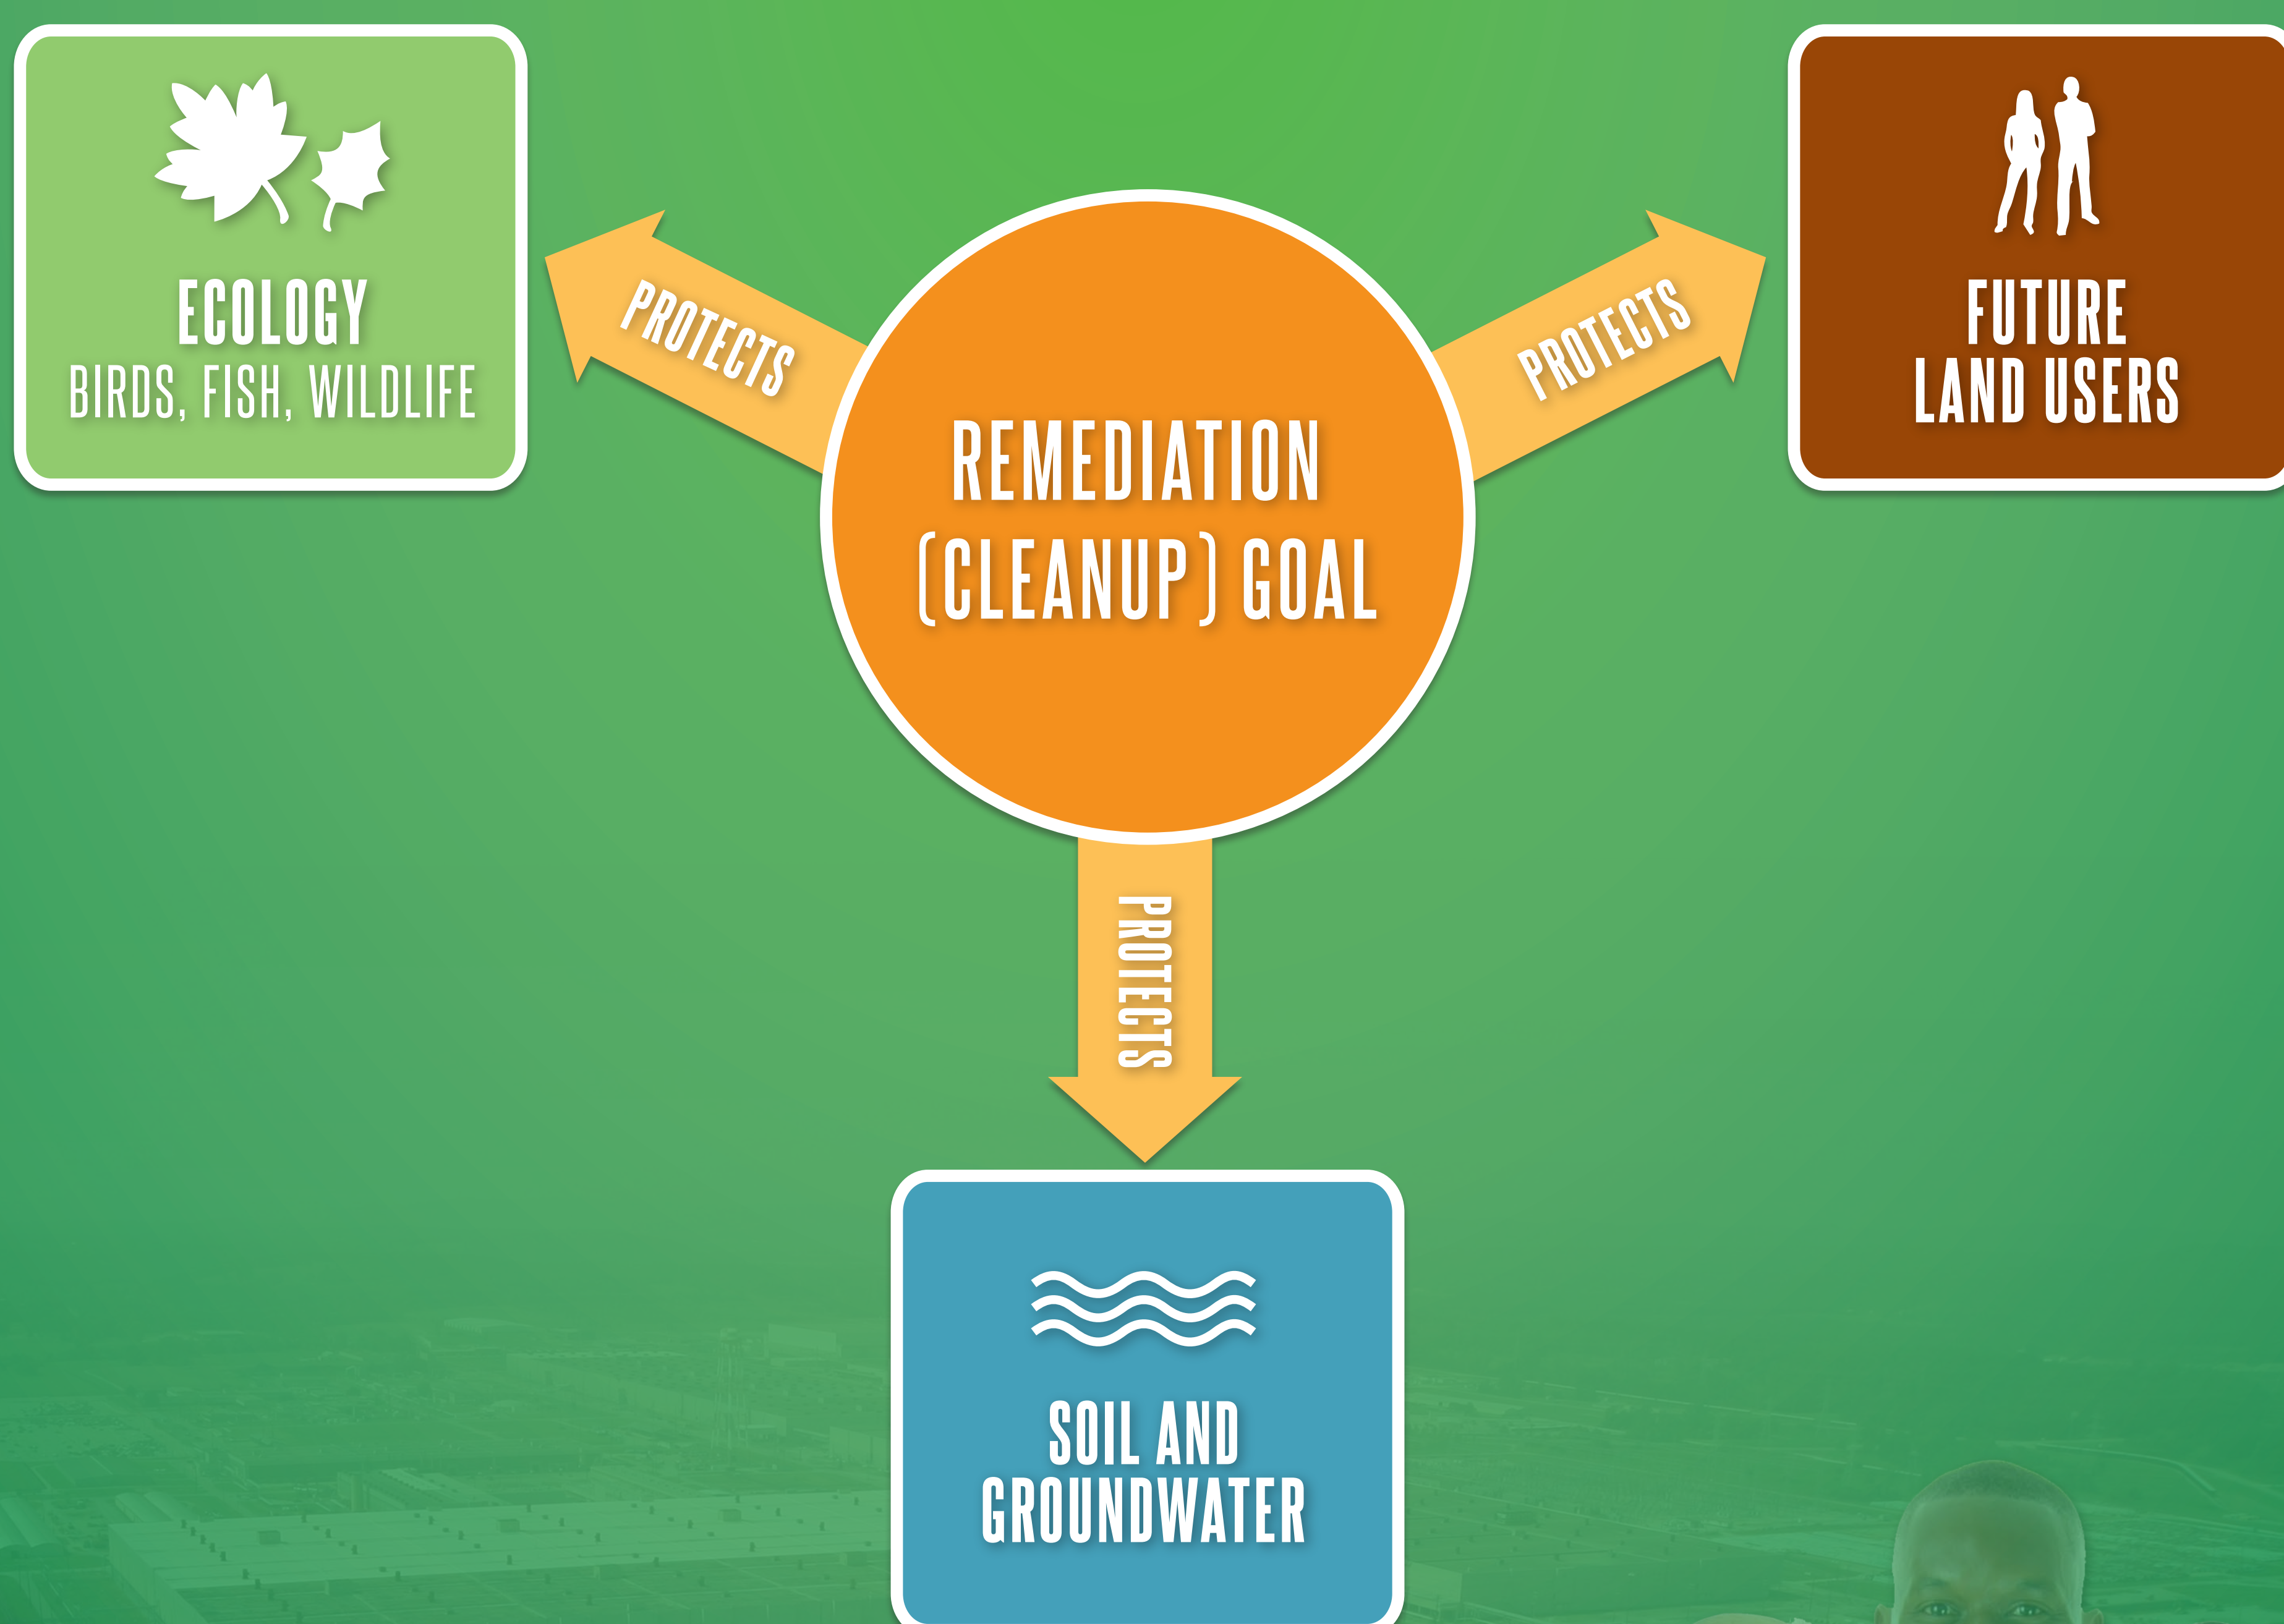 ECOLOGY
BIRDS, FISH, WILDLIFE
PROTECTS
REMEDIATION
(CLEANUP) GOAL
PROTECTS
FUTURE
LAND USERS
PROTECTS
SOIL AND
GROUNDWATER